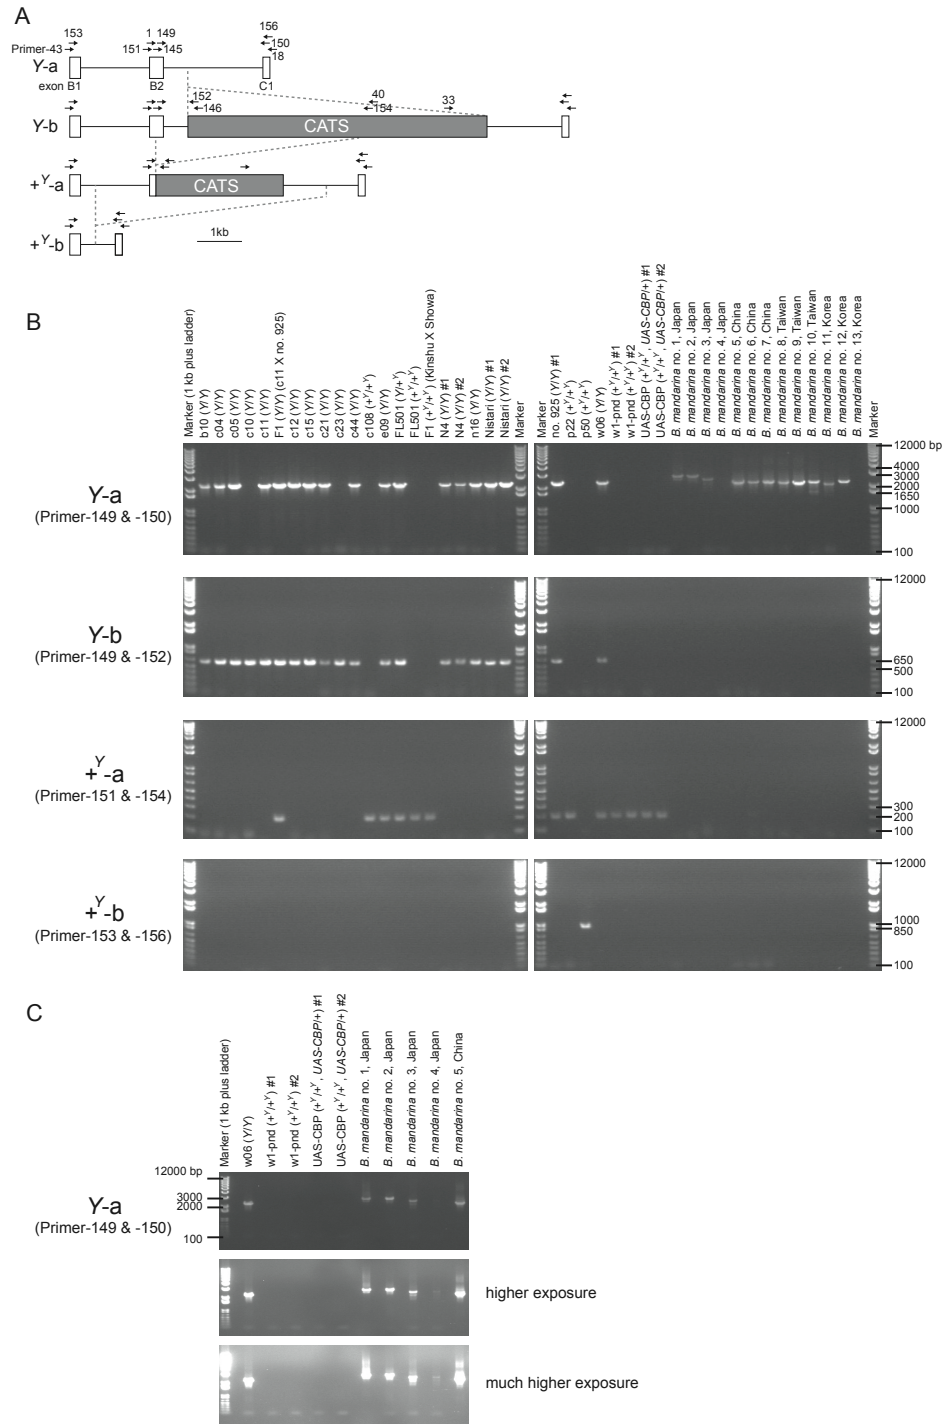 A
153
1 149
156
Primer-43
151
145
150
18
Y-a
exon B1
B2
C1
152
40
33
146
154
Y-b
CATS
+Y-a
CATS
+Y-b
1kb
B
Marker (1 kb plus ladder)
b10 (Y/Y)
c04 (Y/Y)
c05 (Y/Y)
c10 (Y/Y)
c11 (Y/Y)
F1 (Y/Y) (c11 X no. 925)
c12 (Y/Y)
c15 (Y/Y)
c21 (Y/Y)
c23 (Y/Y)
c44 (Y/Y)
c108 (+Y/+Y)
e09 (Y/Y)
FL501 (Y/+Y)
FL501 (+Y/+Y)
F1 (+Y/+Y) (Kinshu X Showa)
N4 (Y/Y) #1
N4 (Y/Y) #2
n16 (Y/Y)
Nistari (Y/Y) #1
Nistari (Y/Y) #2
Marker
Marker
no. 925 (Y/Y) #1
p22 (+Y/+Y)
p50 (+Y/+Y)
w06 (Y/Y)
w1-pnd (+Y/+Y) #1
w1-pnd (+Y/+Y) #2
UAS-CBP (+Y/+Y, UAS-CBP/+) #1
UAS-CBP (+Y/+Y, UAS-CBP/+) #2
B. mandarina no. 1, Japan
B. mandarina no. 2, Japan
B. mandarina no. 3, Japan
B. mandarina no. 4, Japan
B. mandarina no. 5, China
B. mandarina no. 6, China
B. mandarina no. 7, China
B. mandarina no. 8, Taiwan
B. mandarina no. 9, Taiwan
B. mandarina no. 10, Taiwan
B. mandarina no. 11, Korea
B. mandarina no. 12, Korea
B. mandarina no. 13, Korea
Marker
Y-a
(Primer-149 & -150)
12000 bp
4000
3000
2000
1650
1000
100
Y-b
(Primer-149 & -152)
12000
650
500
100
+Y-a
(Primer-151 & -154)
12000
300
200
100
+Y-b
(Primer-153 & -156)
12000
1000
850
100
C
Marker (1 kb plus ladder)
w06 (Y/Y)
w1-pnd (+Y/+Y) #1
w1-pnd (+Y/+Y) #2
UAS-CBP (+Y/+Y, UAS-CBP/+) #1
UAS-CBP (+Y/+Y, UAS-CBP/+) #2
B. mandarina no. 1, Japan
B. mandarina no. 2, Japan
B. mandarina no. 3, Japan
B. mandarina no. 4, Japan
B. mandarina no. 5, China
Y-a
(Primer-149 & -150)
12000 bp
3000
2000
100
higher exposure
much higher exposure